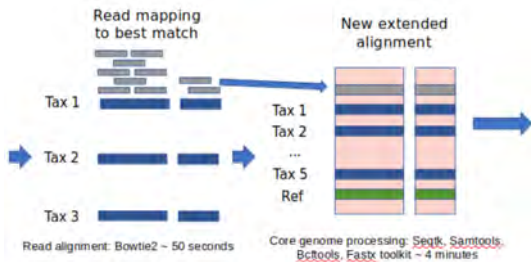 Read mapping
to best match
Tax 1
Tax 2
Tax 3
Read alignment: Bowtie2 ~ 50 seconds
New extended
alignment
Tax 1
Tax 2
...
Tax 5
Ref
Core genome processing: Seqtk, Samtools,
Bcftools, Fastx toolkit ~ 4 minutes